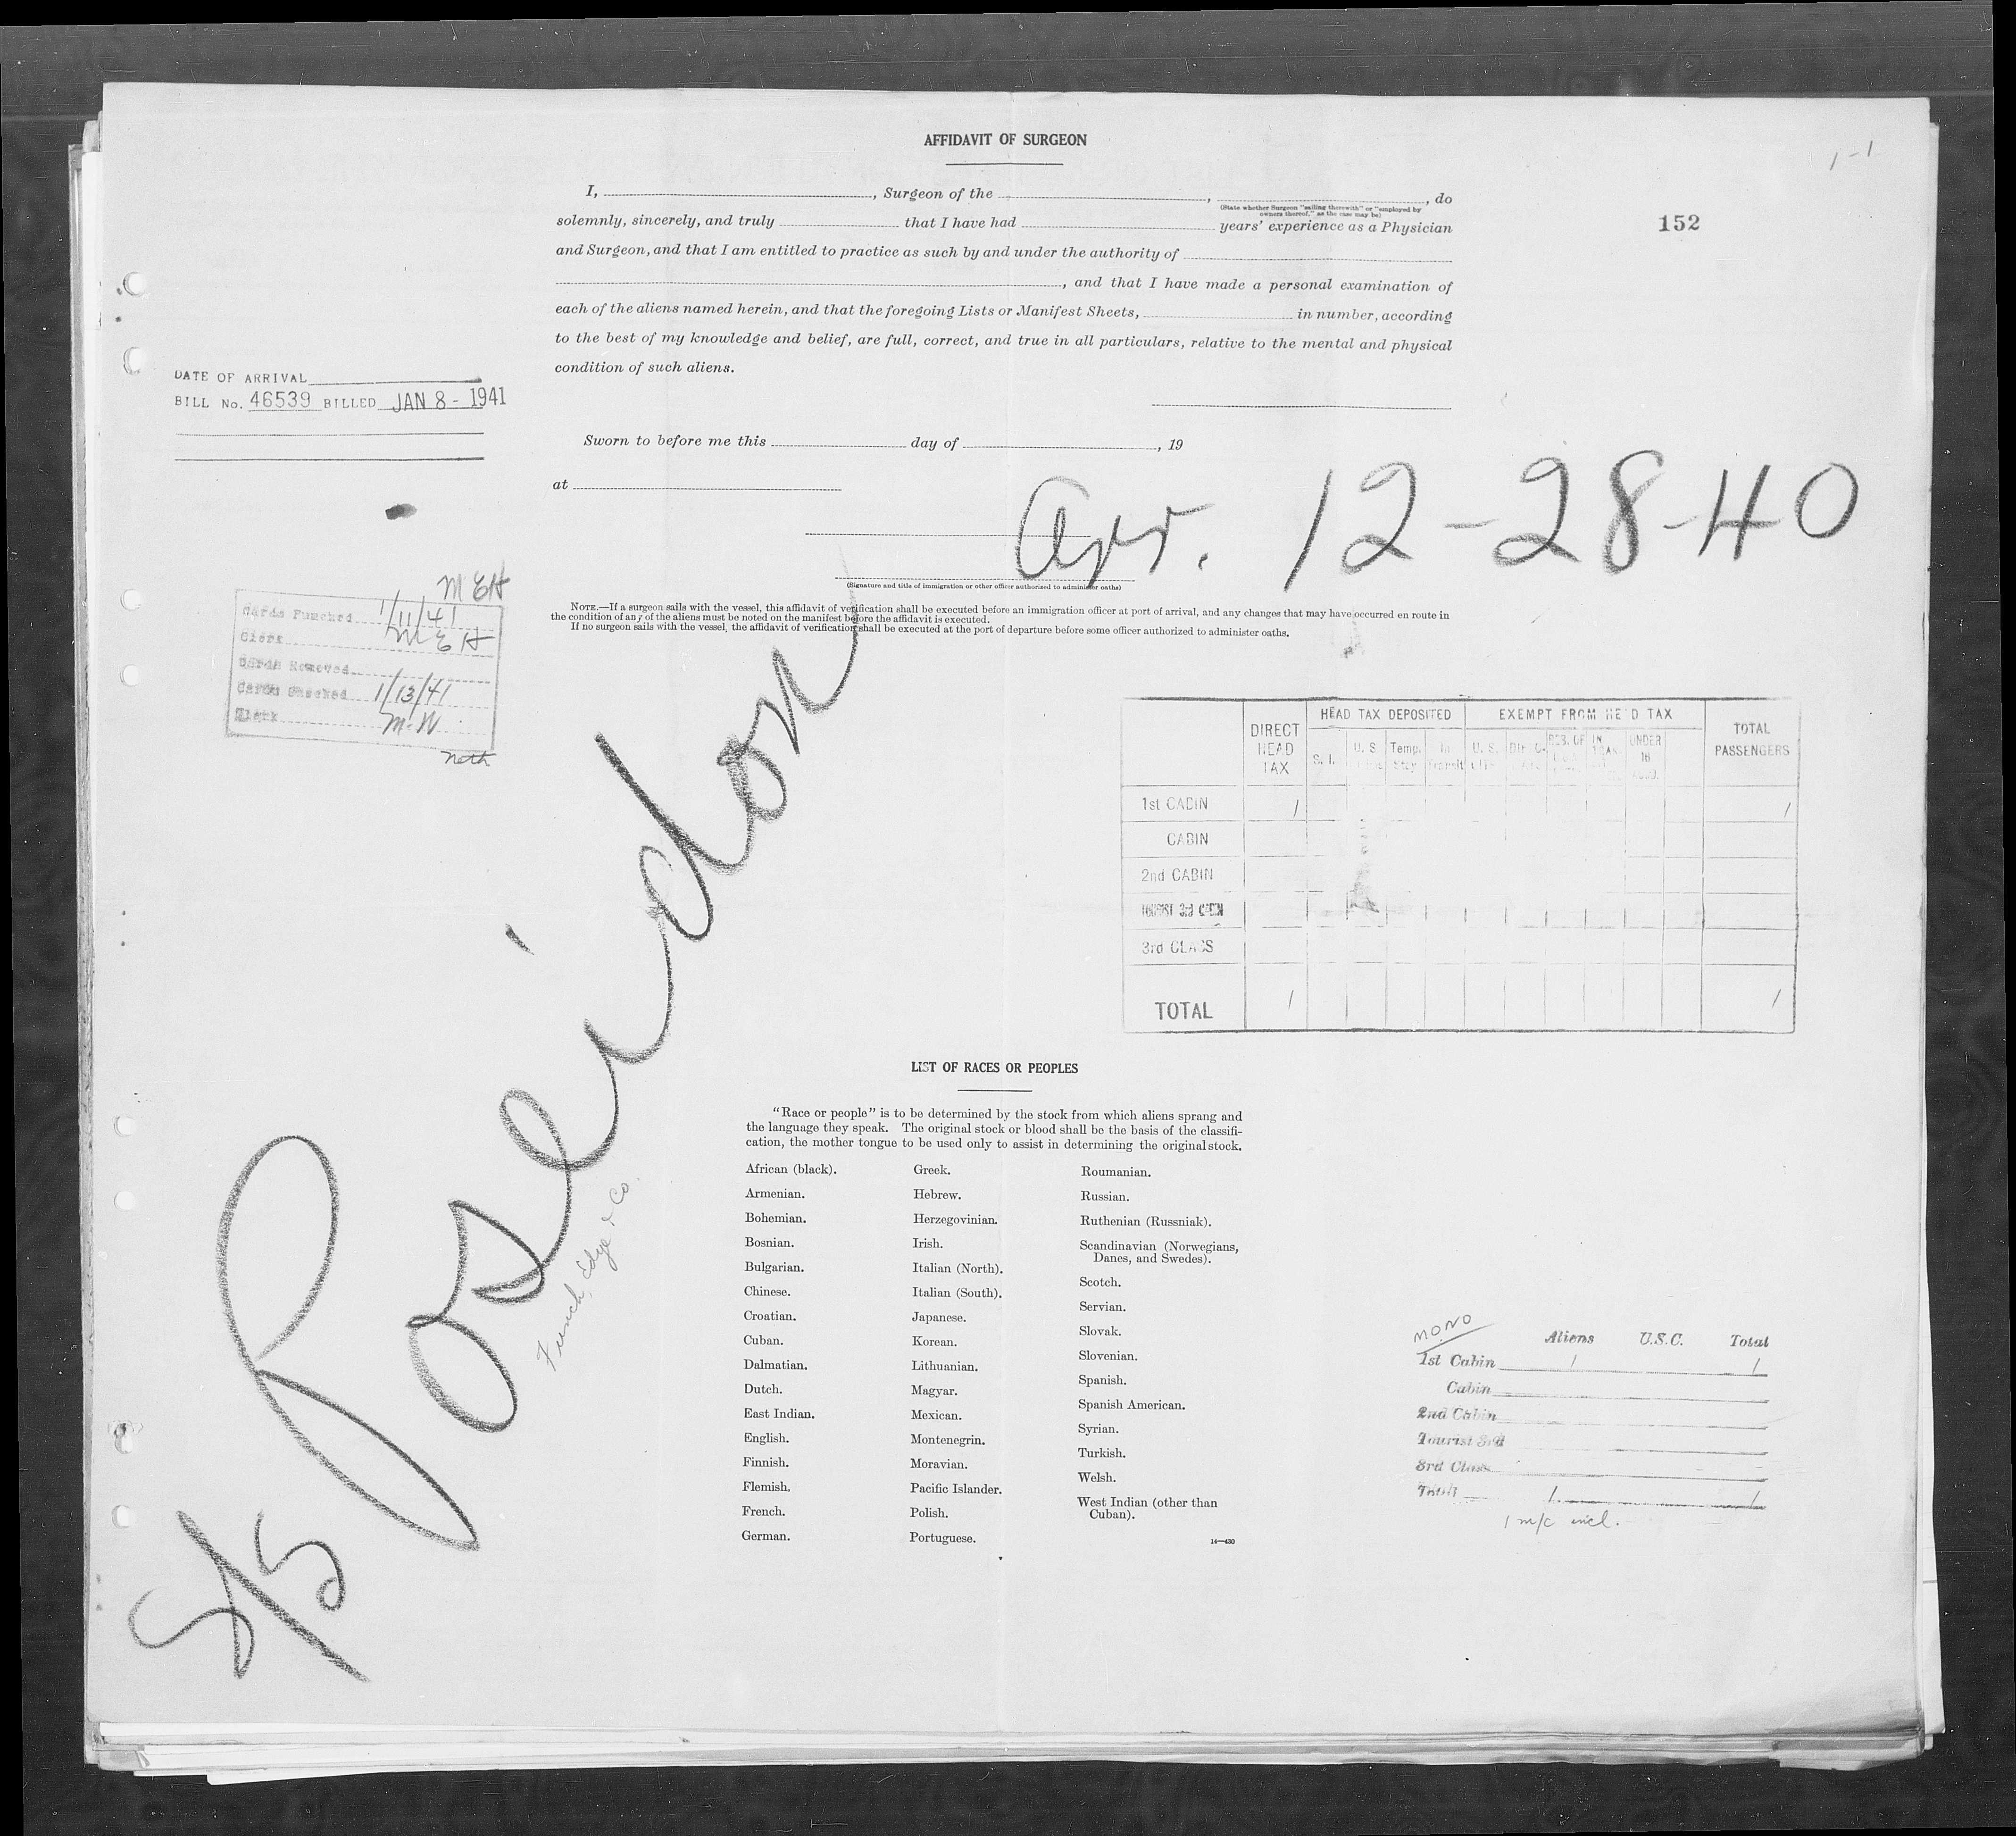 AFFIDAVIT OF SURGEON
1-1
I, , Surgeon of the , , do
(State whether Surgeon "sailing therewith" or "employed by
owners thereof," as the case may be)
152
solemnly, sincerely, and truly that I have had years' experience as a Physician
and Surgeon, and that I am entitled to practice as such by and under the authority of
, and that I have made a personal examination of
each of the aliens named herein, and that the foregoing Lists or Manifest Sheets, in number, according
to the best of my knowledge and belief, are full, correct, and true in all particulars, relative to the mental and physical
condition of such aliens.
DATE OF ARRIVAL
BILL No. 46539 BILLED JAN 8 - 1941
Sworn to before me this day of , 19
at
Arr. 12-28-40
(Signature and title of immigration or other officer authorized to administer oaths)
NOTE.—If a surgeon sails with the vessel, this affidavit of verification shall be executed before an immigration officer at port of arrival, and any changes that may have occurred en route in
the condition of any of the aliens must be noted on the manifest before the affidavit is executed.
If no surgeon sails with the vessel, the affidavit of verification shall be executed at the port of departure before some officer authorized to administer oaths.
MEH
Cards Punched 1/11/41
Clerk MEH
Cards Removed
Cards Checked 1/13/41
Clerk M.W.
S/S Poseidon
Funch, Edye & Co.
DIRECT HEAD TAX
HEAD TAX DEPOSITED
EXEMPT FROM HEAD TAX
TOTAL PASSENGERS
S. I. U. S. Temp. Stay In Transit U. S. UNDER 16
1st CABIN 1 1
CABIN
2nd CABIN
TOURIST 3rd CABIN
3rd CLASS
TOTAL 1 1
LIST OF RACES OR PEOPLES
"Race or people" is to be determined by the stock from which aliens sprang and
the language they speak. The original stock or blood shall be the basis of the classifi-
cation, the mother tongue to be used only to assist in determining the original stock.
African (black).
Armenian.
Bohemian.
Bosnian.
Bulgarian.
Chinese.
Croatian.
Cuban.
Dalmatian.
Dutch.
East Indian.
English.
Finnish.
Flemish.
French.
German.
Greek.
Hebrew.
Herzegovinian.
Irish.
Italian (North).
Italian (South).
Japanese.
Korean.
Lithuanian.
Magyar.
Mexican.
Montenegrin.
Moravian.
Pacific Islander.
Polish.
Portuguese.
Roumanian.
Russian.
Ruthenian (Russniak).
Scandinavian (Norwegians,
Danes, and Swedes).
Scotch.
Servian.
Slovak.
Slovenian.
Spanish.
Spanish American.
Syrian.
Turkish.
Welsh.
West Indian (other than
Cuban).
14—430
MONO
Aliens U.S.C. Total
1st Cabin 1 1
Cabin
2nd Cabin
Tourist 3rd
3rd Class
Total 1 1
1 m/c incl.